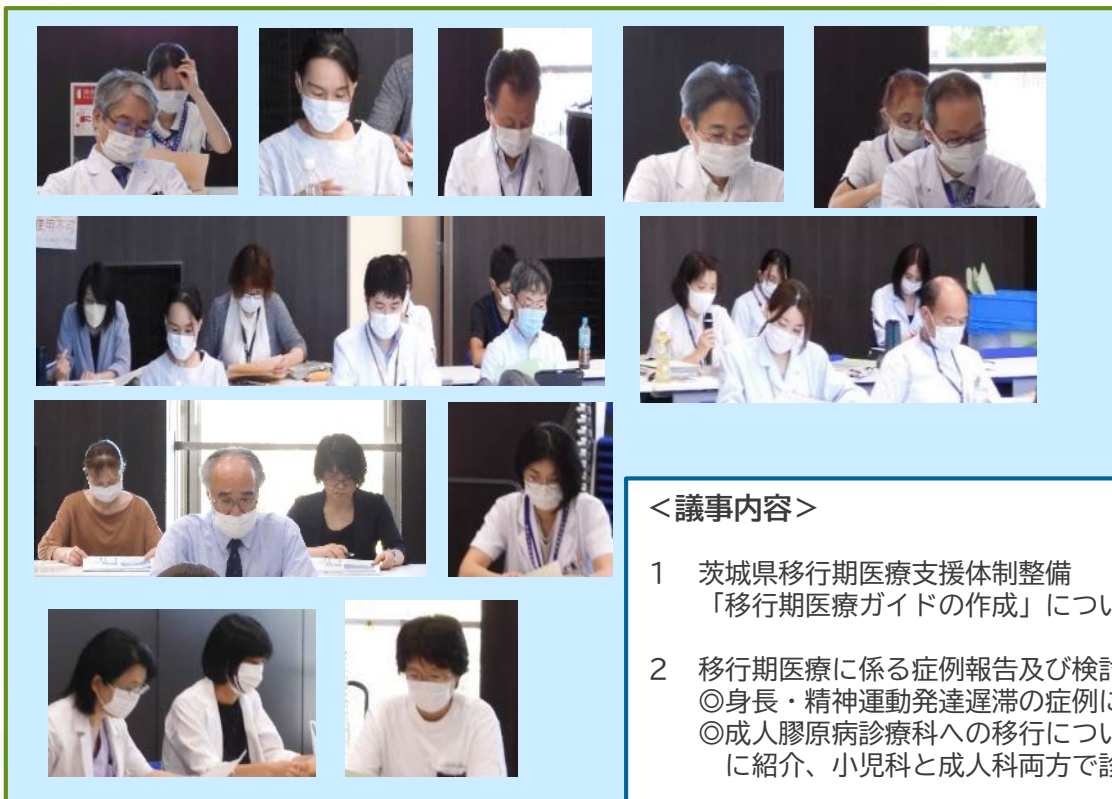 使用不可
<議事内容>
1 茨城県移行期医療支援体制整備
「移行期医療ガイドの作成」につい
2 移行期医療に係る症例報告及び検討
◎身長・精神運動発達遅滞の症例に
◎成人膠原病診療科への移行につい
に紹介、小児科と成人科両方で診